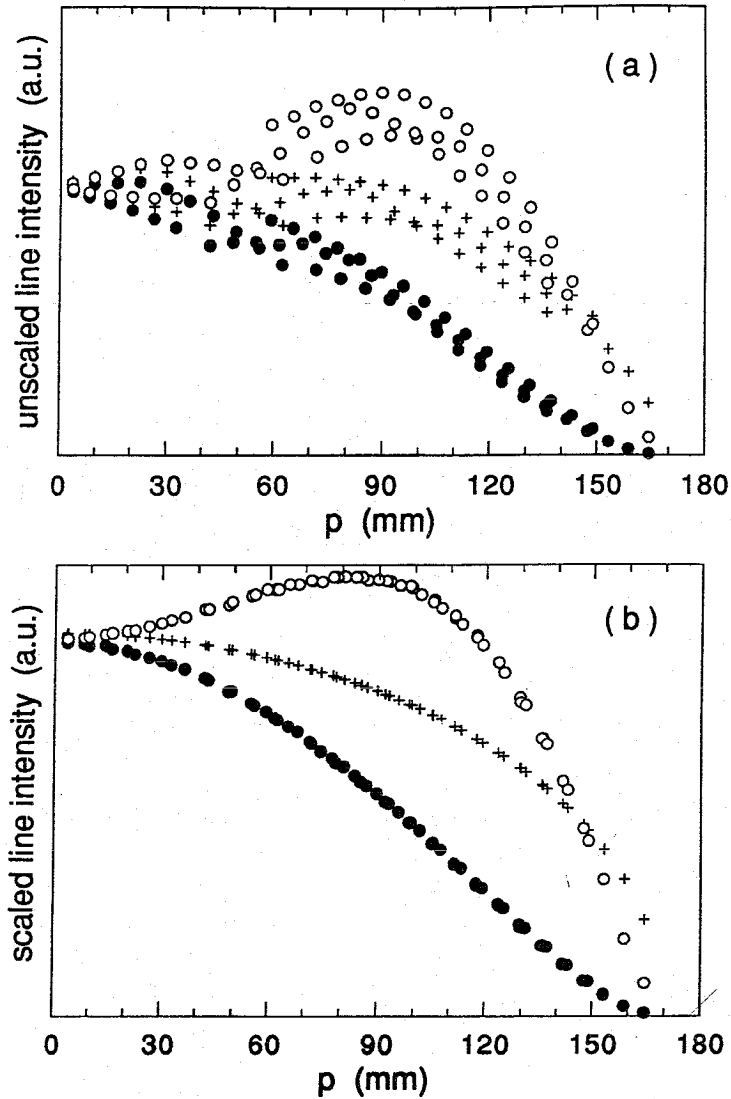 (a)
unscaled line intensity (a.u.)
0 30 60 90 120 150 180
p (mm)
(b)
scaled line intensity (a.u.)
0 30 60 90 120 150 180
p (mm)